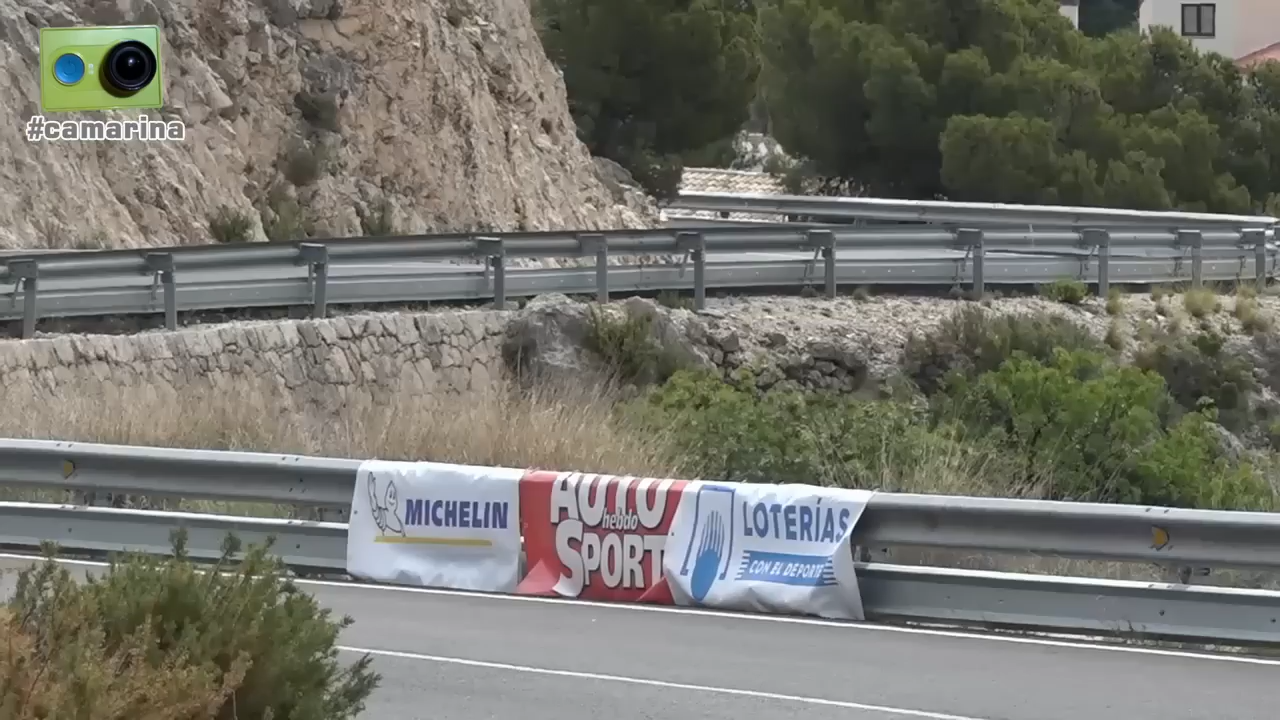 #camarina
MICHELIN
AUTO
hebdo
SPORT
LOTERÍAS
CON EL DEPORTE